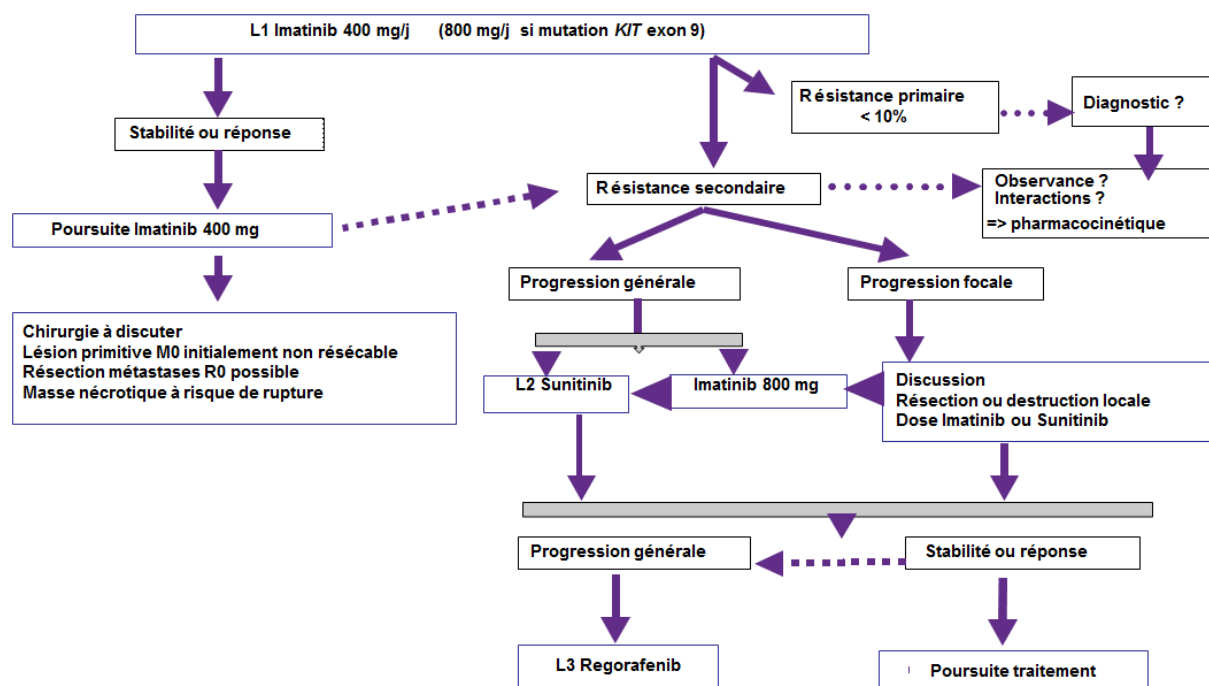 L1 Imatinib 400 mg/j (800 mg/j si mutation KIT exon 9)
Résistance primaire
< 10%
Diagnostic ?
Stabilité ou réponse
Résistance secondaire
Observance ?
Interactions ?
=> pharmacocinétique
Poursuite Imatinib 400 mg
Progression générale
Progression focale
Chirurgie à discuter
Lésion primitive M0 initialement non résécable
Résection métastases R0 possible
Masse nécrotique à risque de rupture
L2 Sunitinib
Imatinib 800 mg
Discussion
Résection ou destruction locale
Dose Imatinib ou Sunitinib
Progression générale
Stabilité ou réponse
L3 Regorafenib
Poursuite traitement